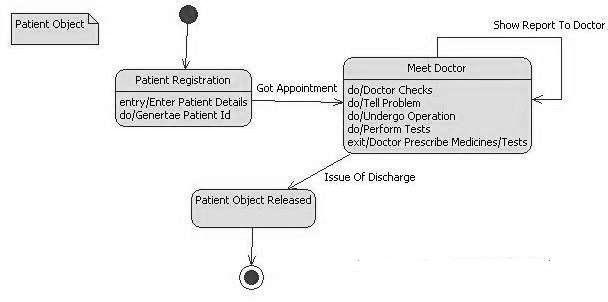 Patient Object
Show Report To Doctor
Patient Registration
entry/Enter Patient Details
do/Genertae Patient Id
Got Appointment
Meet Doctor
do/Doctor Checks
do/Tell Problem
do/Undergo Operation
do/Perform Tests
exit/Doctor Prescribe Medicines/Tests
Issue Of Discharge
Patient Object Released